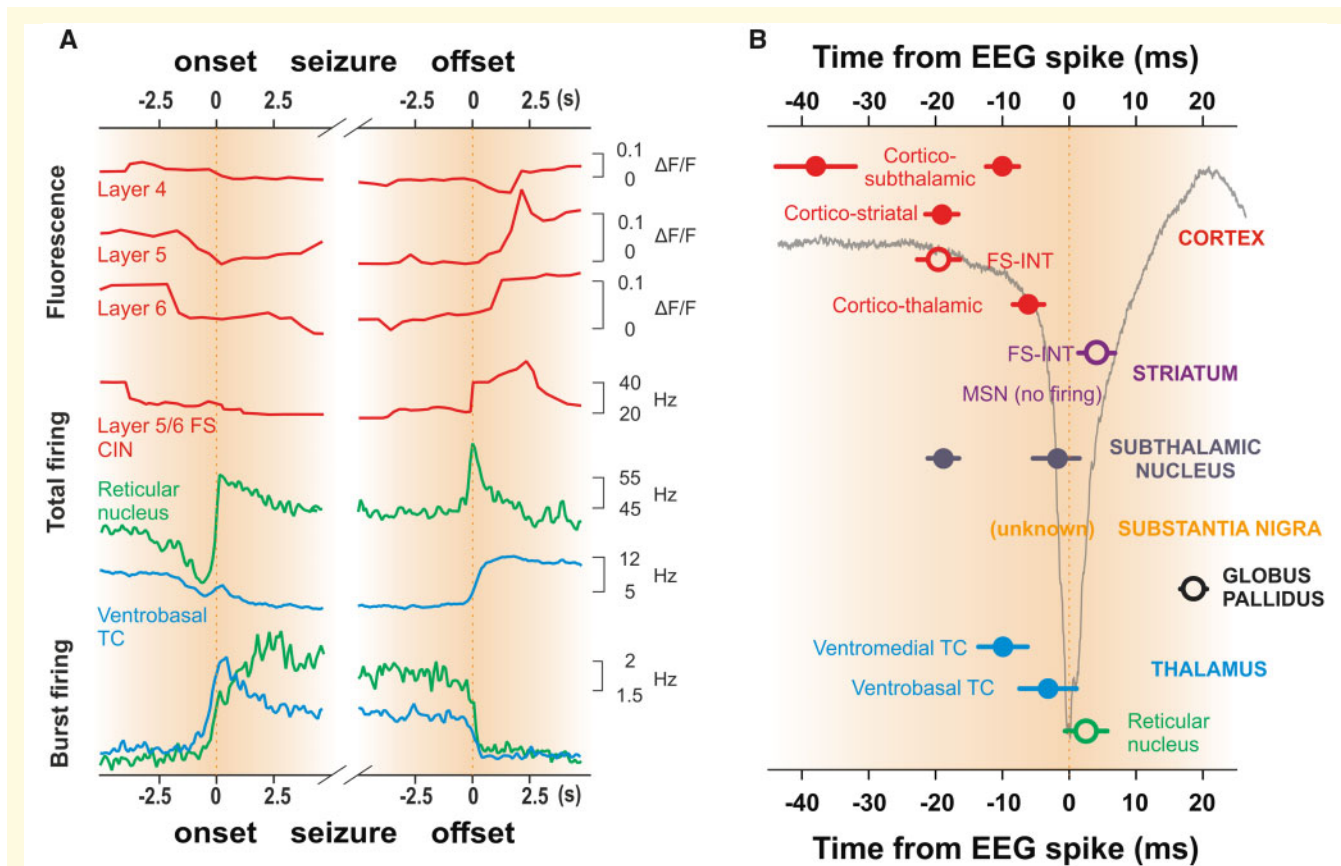 A
onset seizure offset
-2.5 0 2.5 -2.5 0 2.5 (s)
Fluorescence
Layer 4
0.1
0
ΔF/F
Layer 5
0.1
0
ΔF/F
Layer 6
0.1
0
ΔF/F
Total firing
Layer 5/6 FS
CIN
40
20
Hz
Reticular
nucleus
55
45
Hz
Ventrobasal
TC
12
5
Hz
Burst firing
2
1.5
Hz
-2.5 0 2.5 -2.5 0 2.5 (s)
onset seizure offset
B
Time from EEG spike (ms)
-40 -30 -20 -10 0 10 20
Cortico-
subthalamic
Cortico-striatal
CORTEX
FS-INT
Cortico-thalamic
FS-INT
STRIATUM
MSN (no firing)
SUBTHALAMIC
NUCLEUS
(unknown) SUBSTANTIA NIGRA
GLOBUS
PALLIDUS
Ventromedial TC
THALAMUS
Ventrobasal TC
Reticular
nucleus
-40 -30 -20 -10 0 10 20
Time from EEG spike (ms)